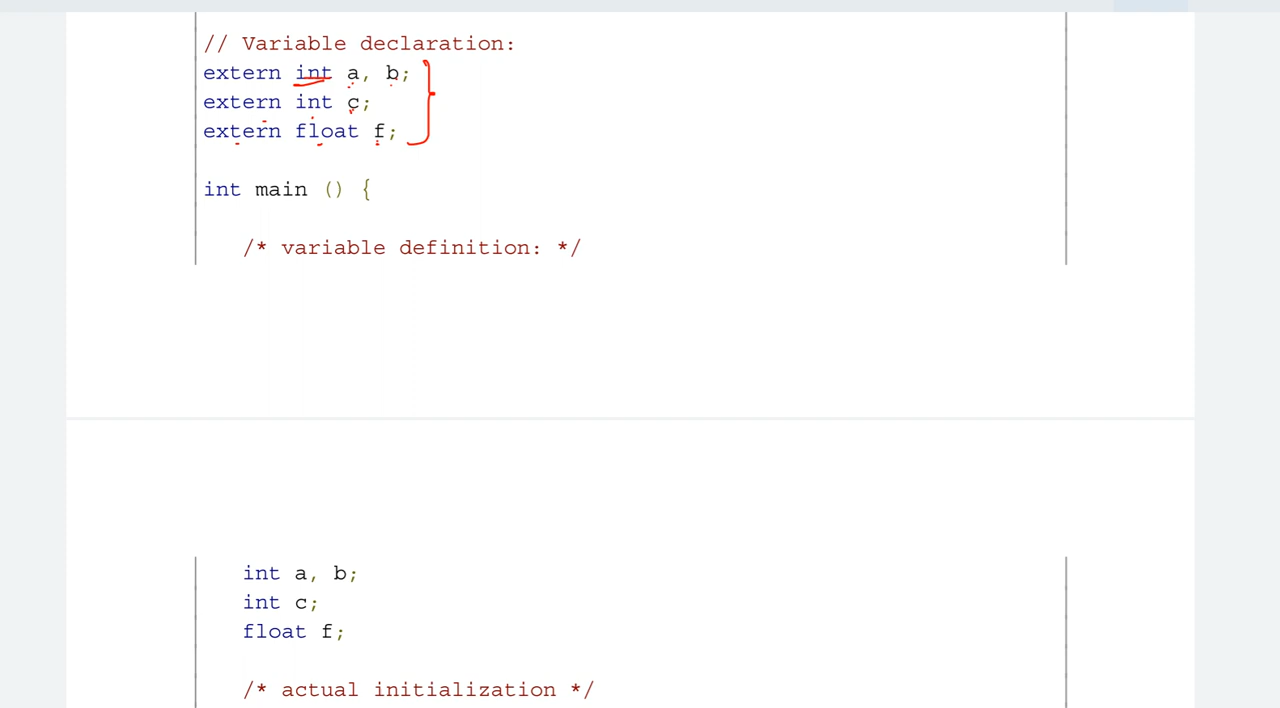 // Variable declaration:
extern int a, b;
extern int c;
extern float f;
int main () {
/* variable definition: */
int a, b;
int c;
float f;
/* actual initialization */